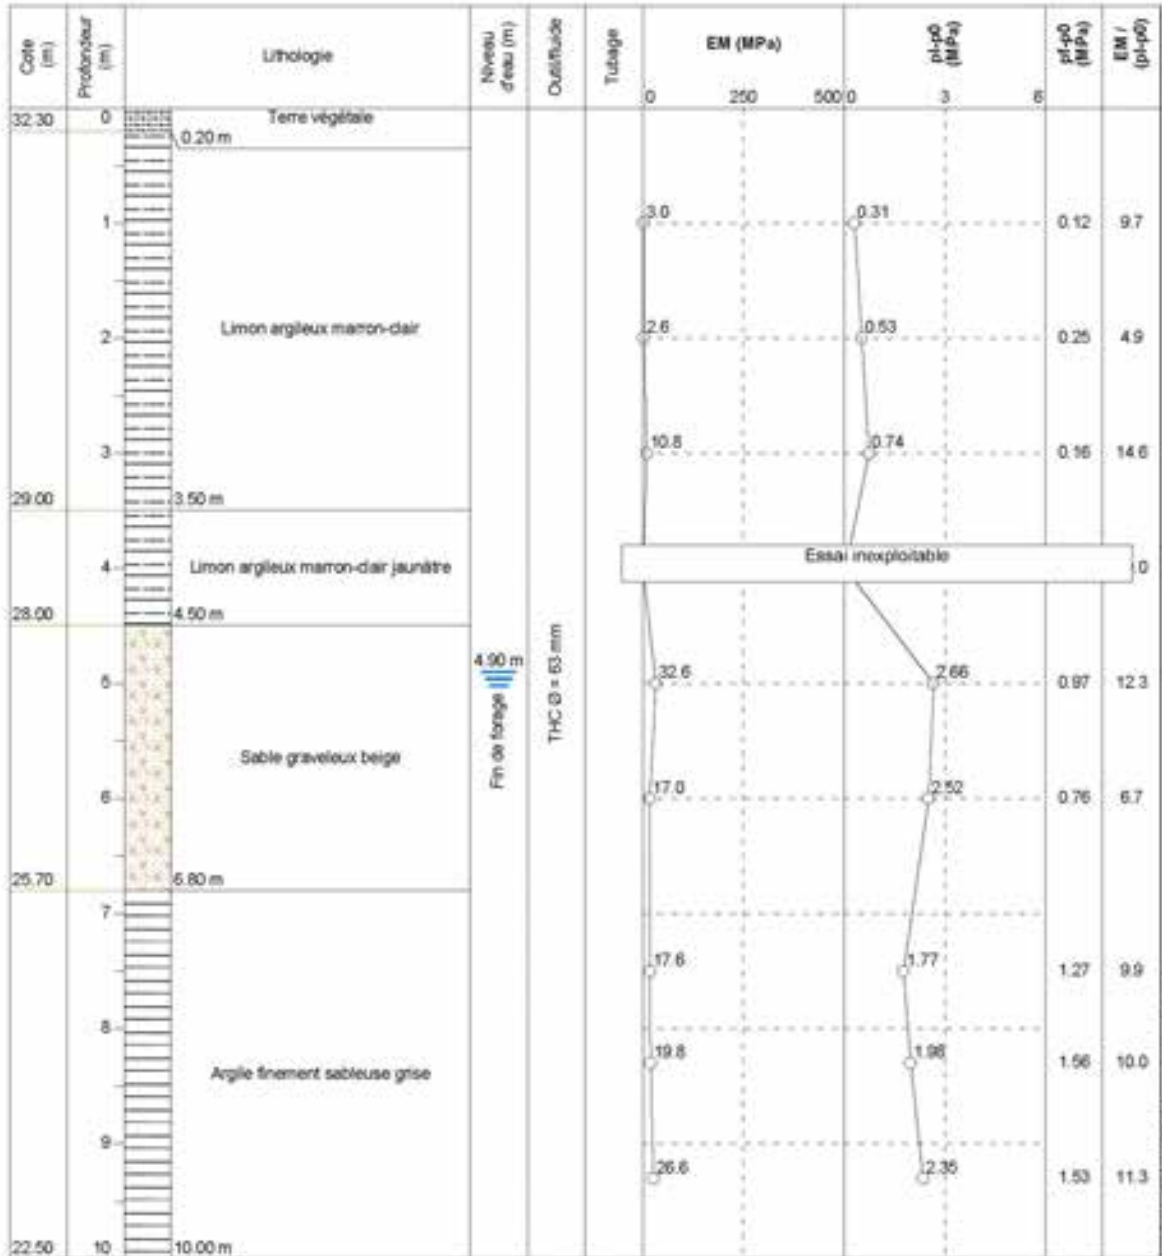 Cote (m)
Profondeur (m)
Lithologie
Niveau d'eau (m)
Outil/fluide
Tubage
EM (MPa)
pl-p0 (MPa)
pf-p0 (MPa)
EM / (pl-p0)
0 250 500 0 3 6
32.30 0 Terre végétale
0.20 m
1 3.0 0.31 0.12 9.7
Limon argileux marron-clair
2 2.6 0.53 0.25 4.9
3 10.8 0.74 0.16 14.6
29.00 3.50 m
Essai inexploitable
4 Limon argileux marron-clair jaunâtre .0
28.00 4.50 m
4.90 m
5 32.6 2.66 0.97 12.3
Fin de forage
THC Ø = 63 mm
Sable graveleux beige
6 17.0 2.52 0.76 6.7
25.70 6.80 m
7
17.6 1.77 1.27 9.9
8
Argile finement sableuse grise 19.8 1.98 1.56 10.0
9
26.6 2.35 1.53 11.3
22.50 10 10.00 m